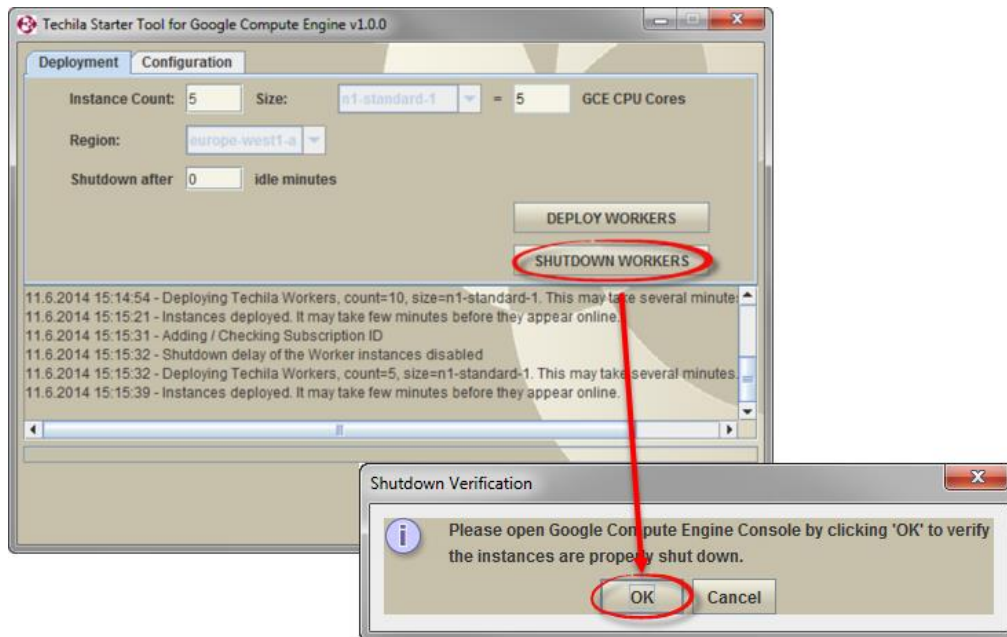 Techila Starter Tool for Google Compute Engine v1.0.0
Deployment Configuration
Instance Count: 5 Size: n1-standard-1 = 5 GCE CPU Cores
Region: europe-west1-a
Shutdown after 0 idle minutes
DEPLOY WORKERS
SHUTDOWN WORKERS
11.6.2014 15:14:54 - Deploying Techila Workers, count=10, size=n1-standard-1. This may take several minute
11.6.2014 15:15:21 - Instances deployed. It may take few minutes before they appear online.
11.6.2014 15:15:31 - Adding / Checking Subscription ID
11.6.2014 15:15:32 - Shutdown delay of the Worker instances disabled
11.6.2014 15:15:32 - Deploying Techila Workers, count=5, size=n1-standard-1. This may take several minutes.
11.6.2014 15:15:39 - Instances deployed. It may take few minutes before they appear online.
Shutdown Verification
Please open Google Compute Engine Console by clicking 'OK' to verify
the instances are properly shut down.
OK Cancel